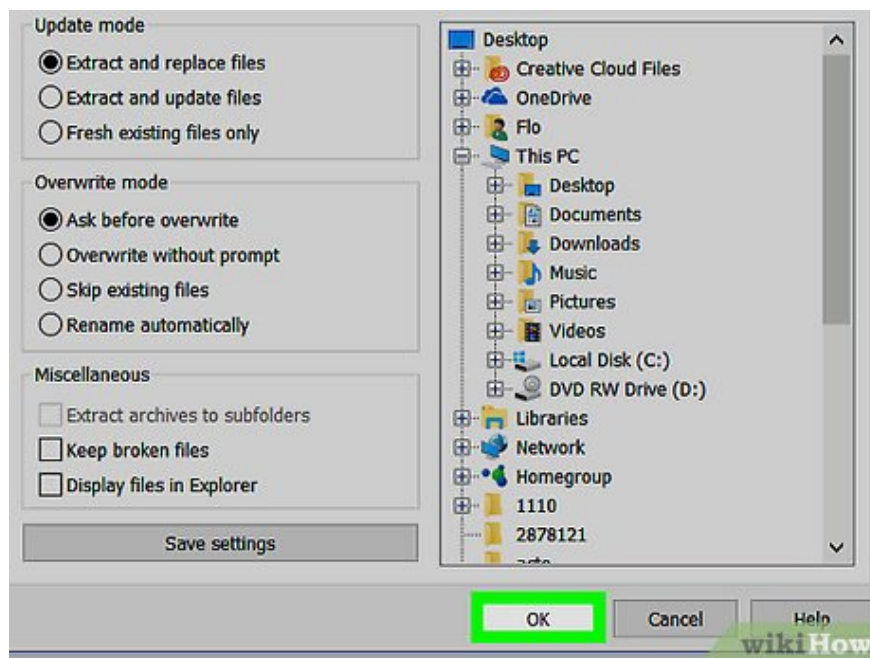 Update mode
Extract and replace files
Extract and update files
Fresh existing files only
Overwrite mode
Ask before overwrite
Overwrite without prompt
Skip existing files
Rename automatically
Miscellaneous
Extract archives to subfolders
Keep broken files
Display files in Explorer
Save settings
Desktop
Creative Cloud Files
OneDrive
Flo
This PC
Desktop
Documents
Downloads
Music
Pictures
Videos
Local Disk (C:)
DVD RW Drive (D:)
Libraries
Network
Homegroup
1110
2878121
OK
Cancel
Help
wikiHow